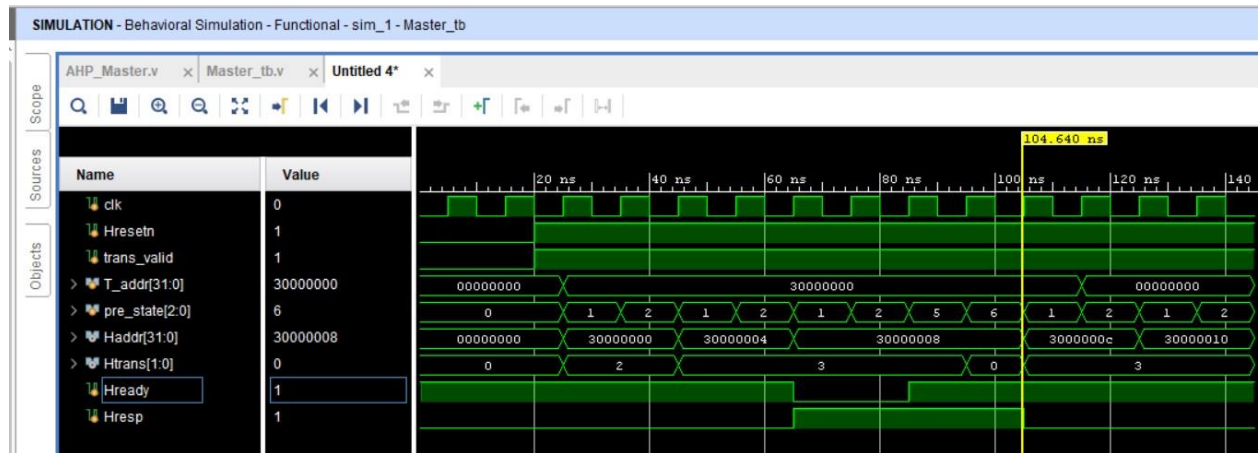 SIMULATION - Behavioral Simulation - Functional - sim_1 - Master_tb
AHP_Master.v × Master_tb.v × Untitled 4* ×
Scope
Sources
Objects
104.640 ns
Name Value
20 ns 40 ns 60 ns 80 ns 100 ns 120 ns 140
clk 0
Hresetn 1
trans_valid 1
T_addr[31:0] 30000000 00000000 30000000 00000000
pre_state[2:0] 6 0 1 2 1 2 1 2 5 6 1 2 1 2
Haddr[31:0] 30000008 00000000 30000000 30000004 30000008 3000000c 30000010
Htrans[1:0] 0 0 2 3 0 3
Hready 1
Hresp 1